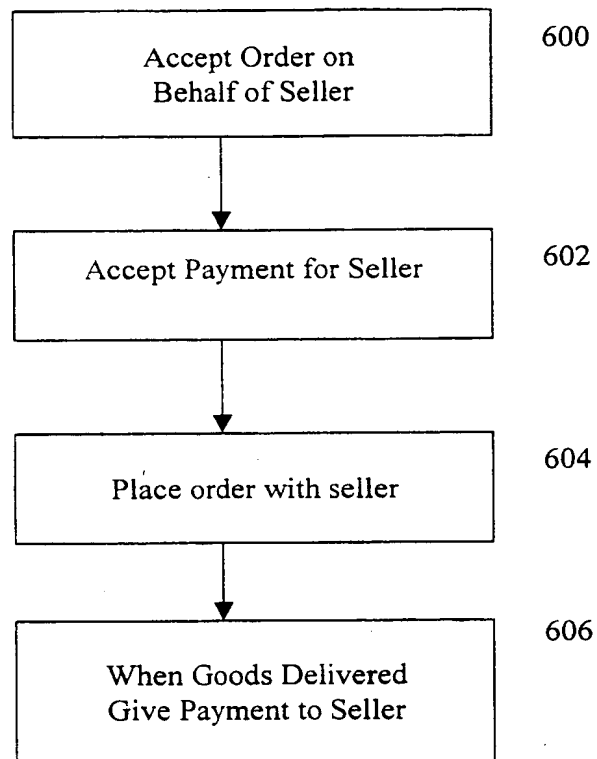 Accept Order on
Behalf of Seller
600
Accept Payment for Seller
602
Place order with seller
604
When Goods Delivered
Give Payment to Seller
606